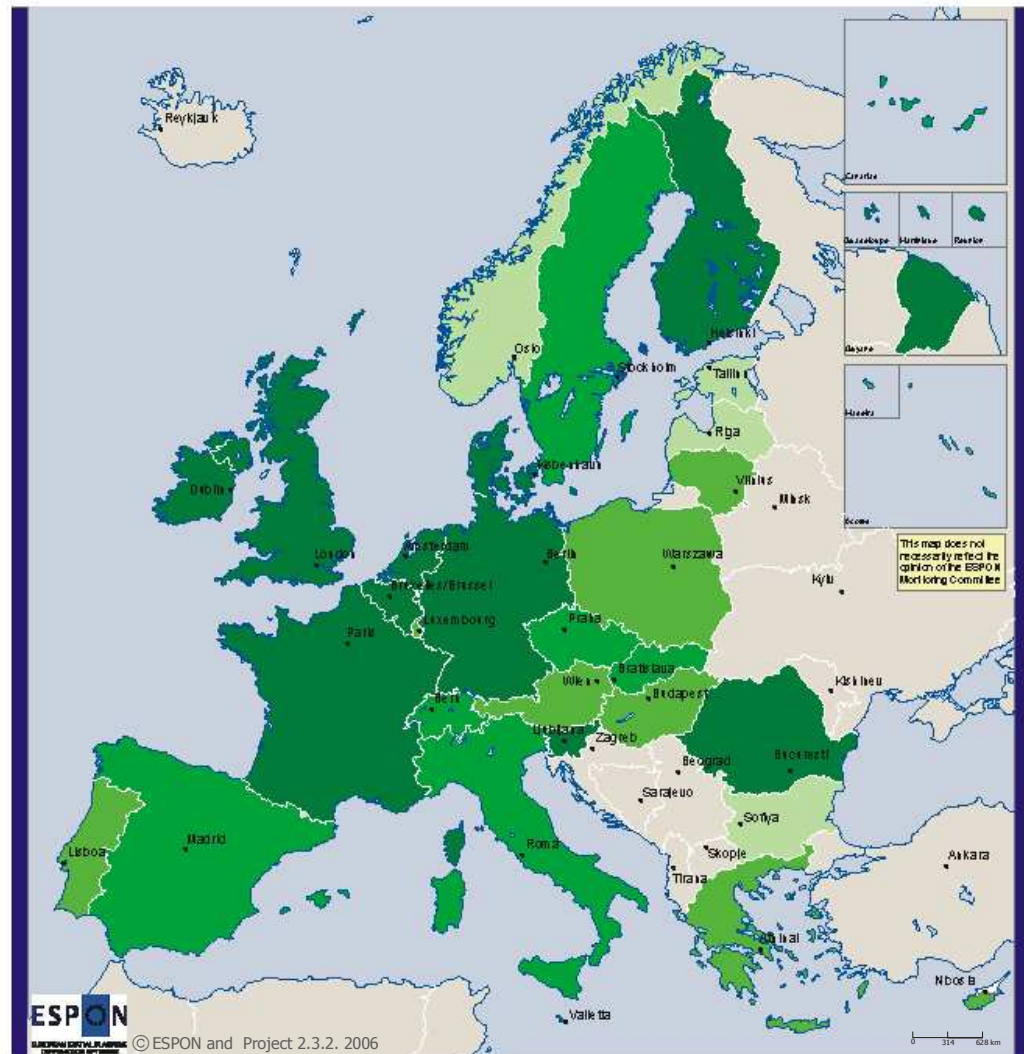 Reykjavik
Canarias
Guadeloupe
Martinique
Reunion
Guyane
Helsinki
Oslo
Stockholm
Tallinn
Madeira
Riga
København
Dublin
Vilnius
Minsk
London
Amsterdam
Berlin
Warszawa
This map does not
necessarily reflect the
opinion of the ESPON
Monitoring Committee
Kyiv
Bruxelles/Brussel
Luxembourg
Paris
Praha
Bratislava
Wien
Budapest
Kishinev
Bern
Ljubljana
Zagreb
Beograd
Bucuresti
Sarajevo
Sofiya
Madrid
Lisboa
Roma
Skopje
Tirana
Ankara
Athinai
Nicosia
Valletta
ESPON
© ESPON and Project 2.3.2. 2006
0 314 628 km